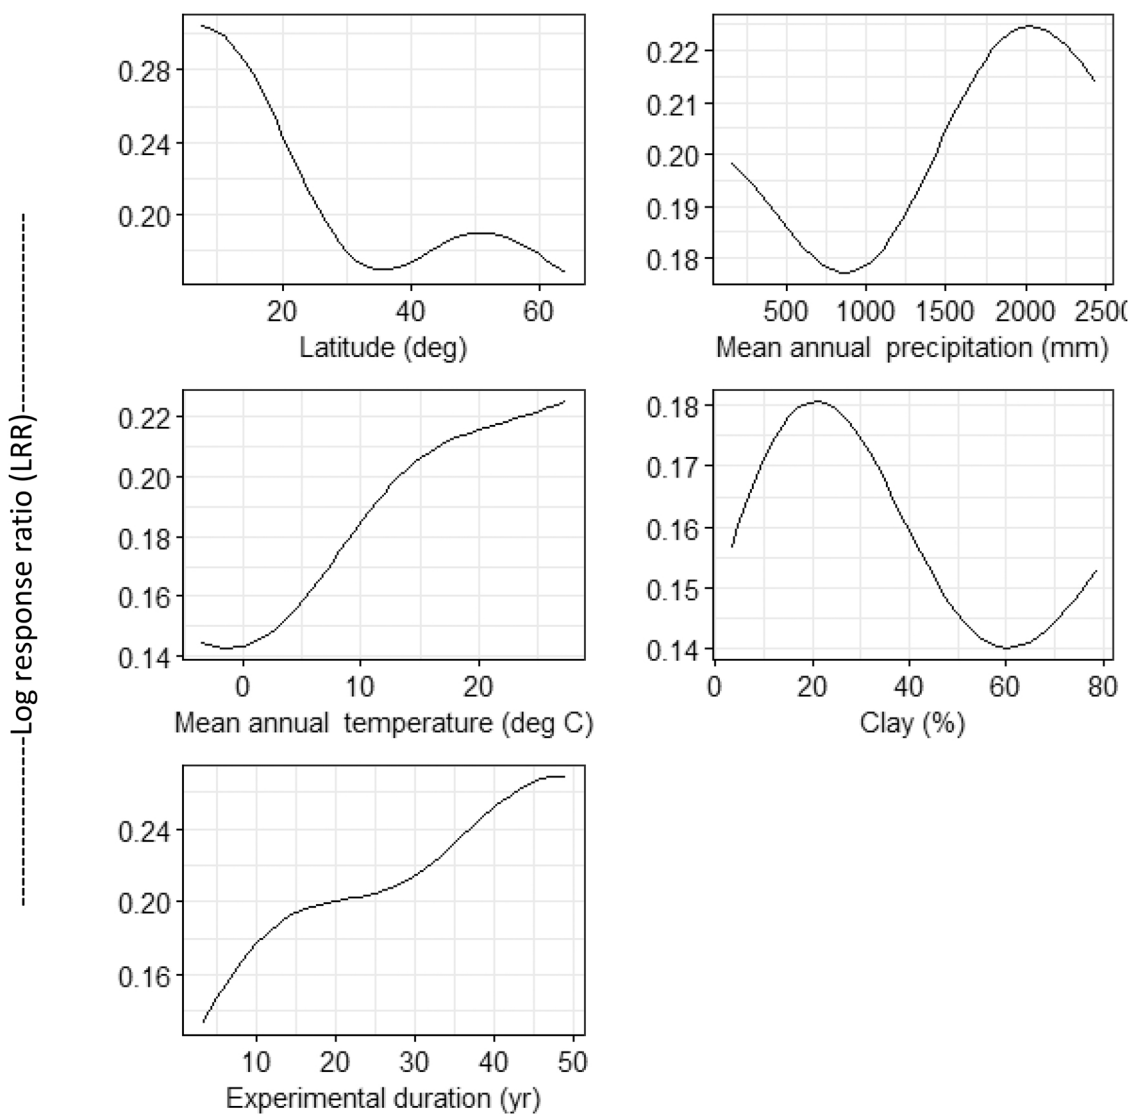 ---------------Log response ratio (LRR)---------------
0.28
0.24
0.20
20 40 60
Latitude (deg)
0.22
0.21
0.20
0.19
0.18
500 1000 1500 2000 2500
Mean annual  precipitation (mm)
0.22
0.20
0.18
0.16
0.14
0 10 20
Mean annual  temperature (deg C)
0.18
0.17
0.16
0.15
0.14
0 20 40 60 80
Clay (%)
0.24
0.20
0.16
10 20 30 40 50
Experimental duration (yr)